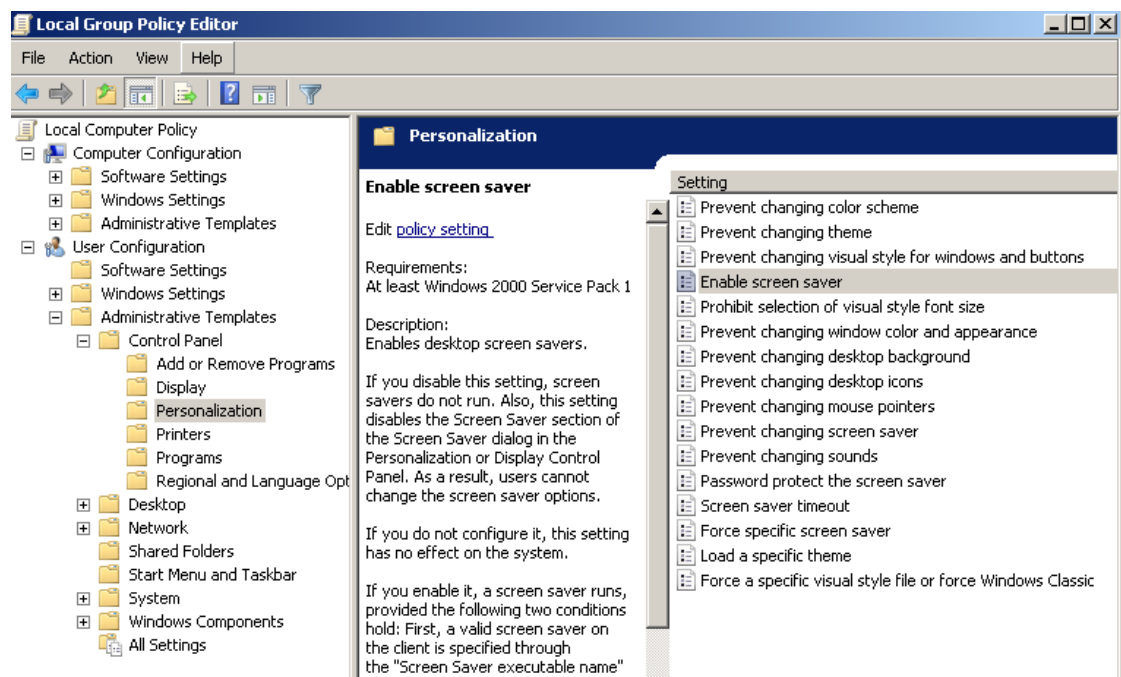 Local Group Policy Editor
File Action View Help
Local Computer Policy
Computer Configuration
Software Settings
Windows Settings
Administrative Templates
User Configuration
Software Settings
Windows Settings
Administrative Templates
Control Panel
Add or Remove Programs
Display
Personalization
Printers
Programs
Regional and Language Opt
Desktop
Network
Shared Folders
Start Menu and Taskbar
System
Windows Components
All Settings
Personalization
Enable screen saver
Edit policy setting
Requirements:
At least Windows 2000 Service Pack 1
Description:
Enables desktop screen savers.
If you disable this setting, screen
savers do not run. Also, this setting
disables the Screen Saver section of
the Screen Saver dialog in the
Personalization or Display Control
Panel. As a result, users cannot
change the screen saver options.
If you do not configure it, this setting
has no effect on the system.
If you enable it, a screen saver runs,
provided the following two conditions
hold: First, a valid screen saver on
the client is specified through
the "Screen Saver executable name"
Setting
Prevent changing color scheme
Prevent changing theme
Prevent changing visual style for windows and buttons
Enable screen saver
Prohibit selection of visual style font size
Prevent changing window color and appearance
Prevent changing desktop background
Prevent changing desktop icons
Prevent changing mouse pointers
Prevent changing screen saver
Prevent changing sounds
Password protect the screen saver
Screen saver timeout
Force specific screen saver
Load a specific theme
Force a specific visual style file or force Windows Classic